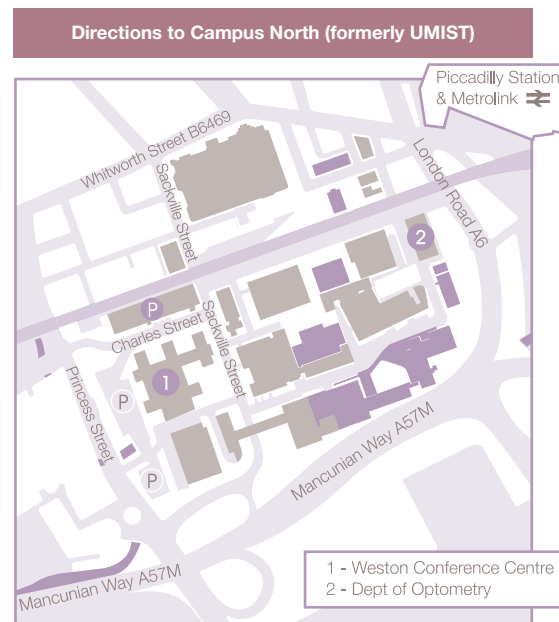 Directions to Campus North (formerly UMIST)
Piccadilly Station
& Metrolink
Whitworth Street B6469
Sackville Street
London Road A6
2
P
Charles Street
Sackville Street
1
P
Princess Street
P
Mancunian Way A57M
Mancunian Way A57M
1 - Weston Conference Centre
2 - Dept of Optometry